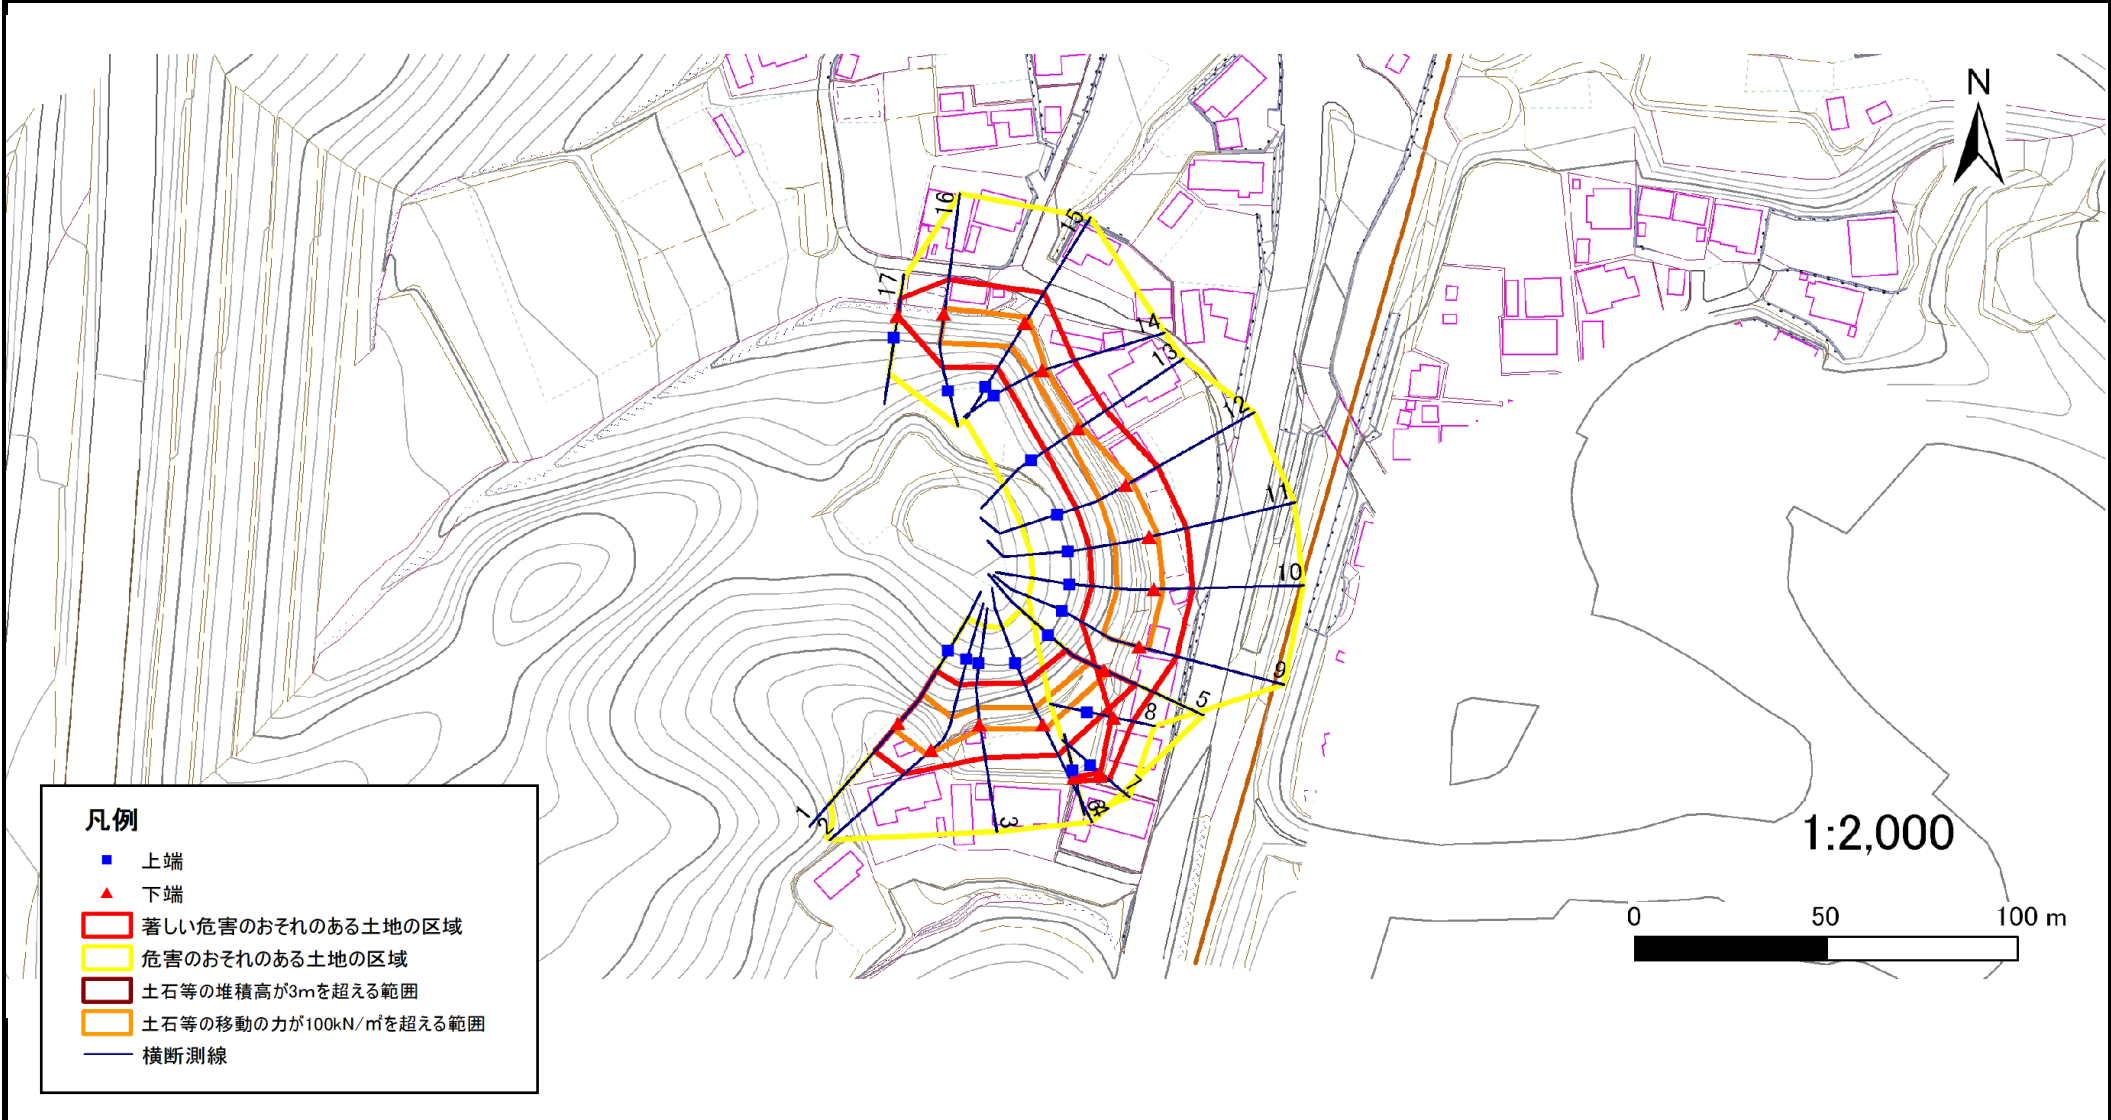 N
16
15
17
14
13
12
11
10
9
5
8
7
6
4
3
1
2
1:2,000
0 50 100 m
凡例
上端
下端
著しい危害のおそれのある土地の区域
危害のおそれのある土地の区域
土石等の堆積高が3mを超える範囲
土石等の移動の力が100kN/㎡を超える範囲
横断測線